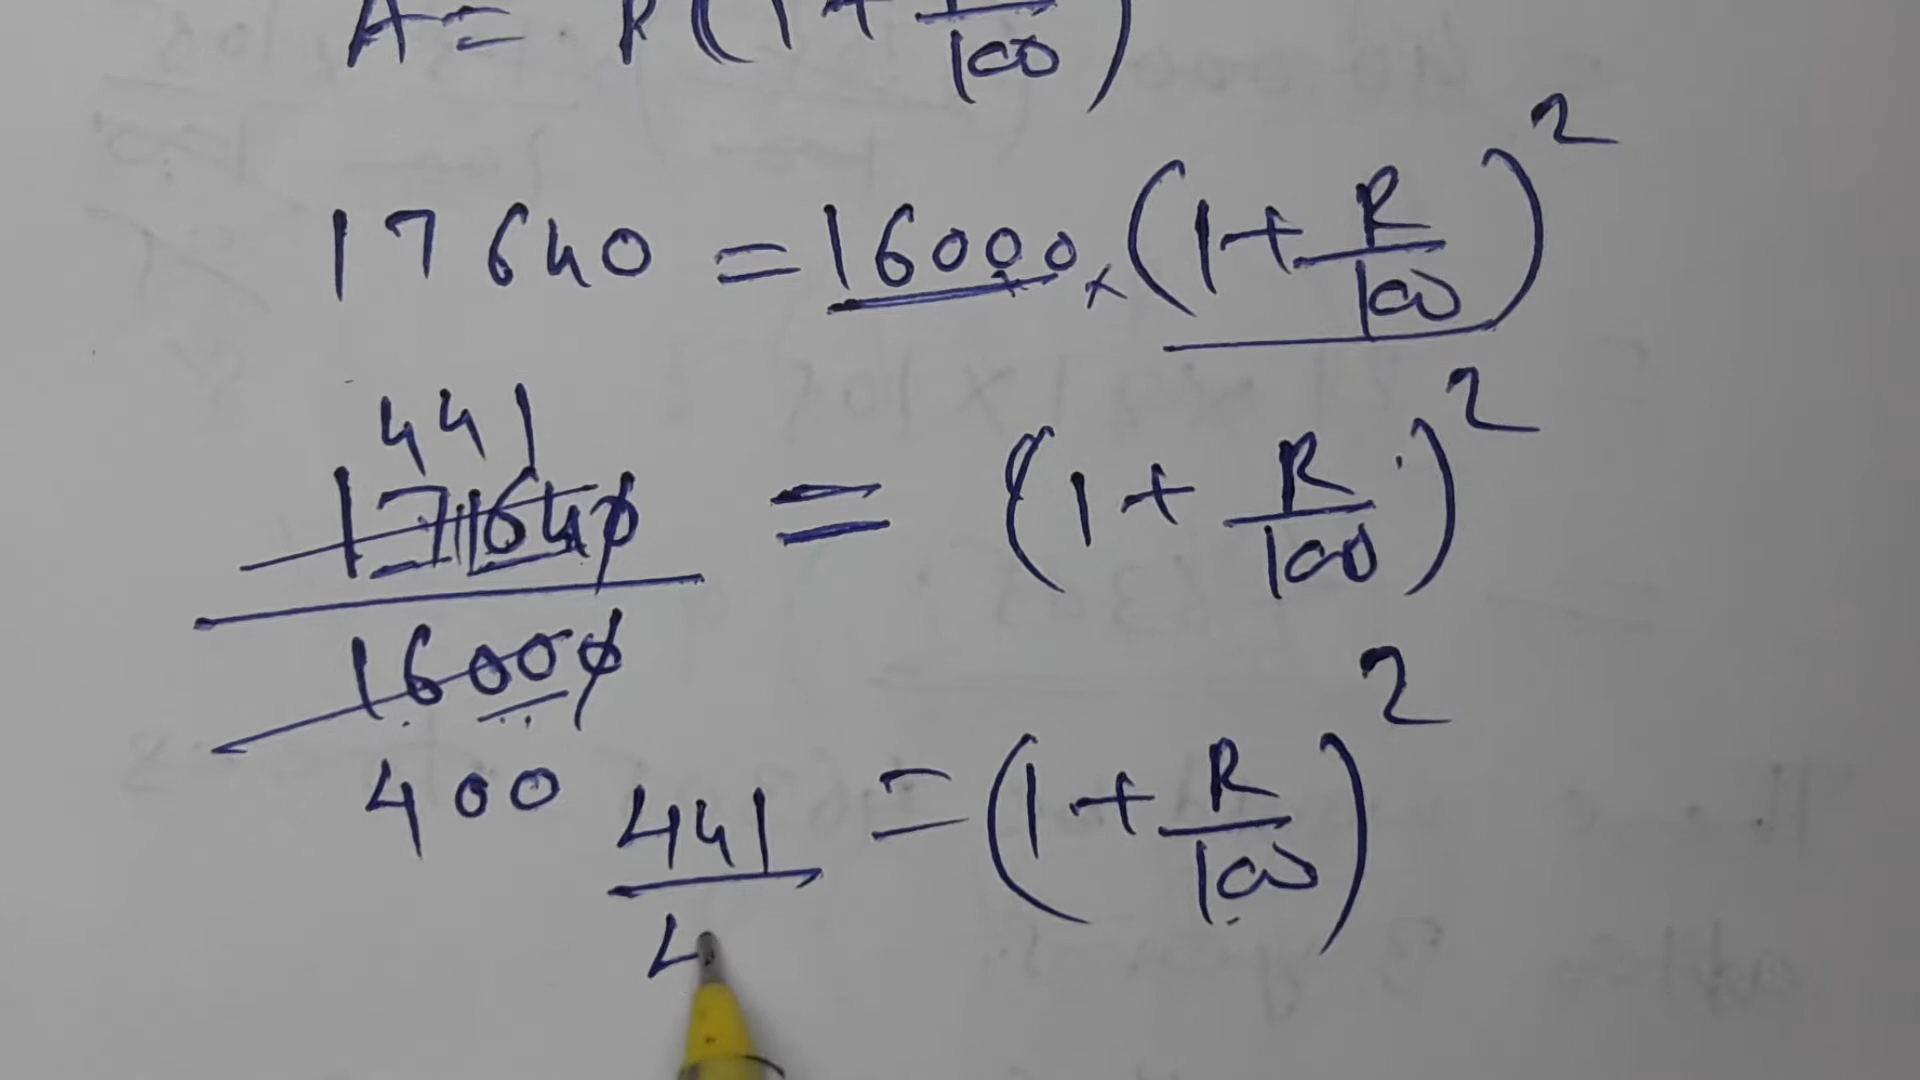 A = P(1 + R/100)
17640 = 16000 × (1 + R/100)²
441
17640/16000 = (1 + R/100)²
400
441/4 = (1 + R/100)²